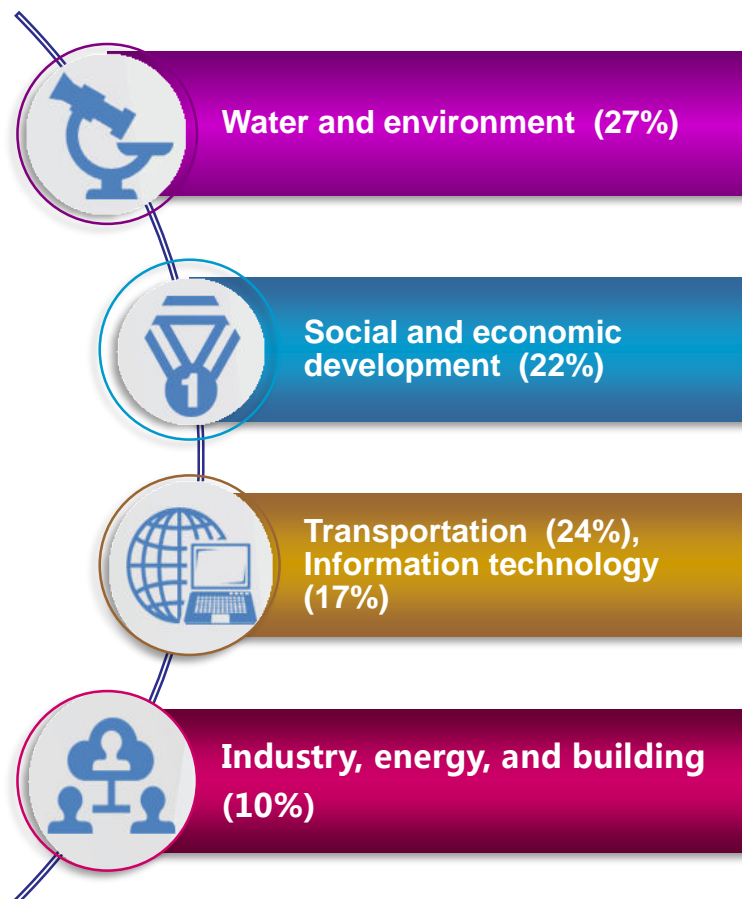 Water and environment (27%)
Social and economic
development (22%)
1
Transportation (24%),
Information technology
(17%)
Industry, energy, and building
(10%)